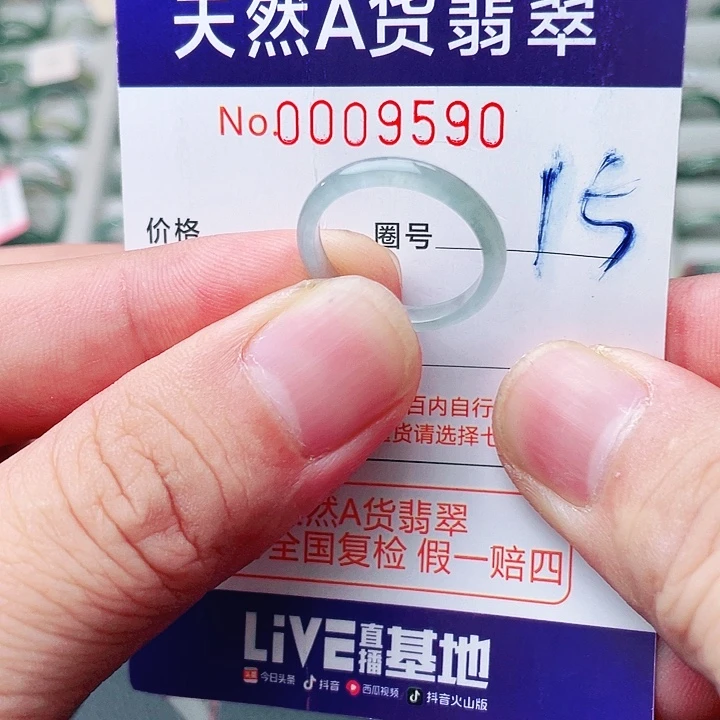 天然A货翡翠
No.0009590
价格 圈号 15
百内自行
货请选择七
然A货翡翠
全国复检 假一赔四
LiVE直播基地
今日头条 抖音 西瓜视频 抖音火山版